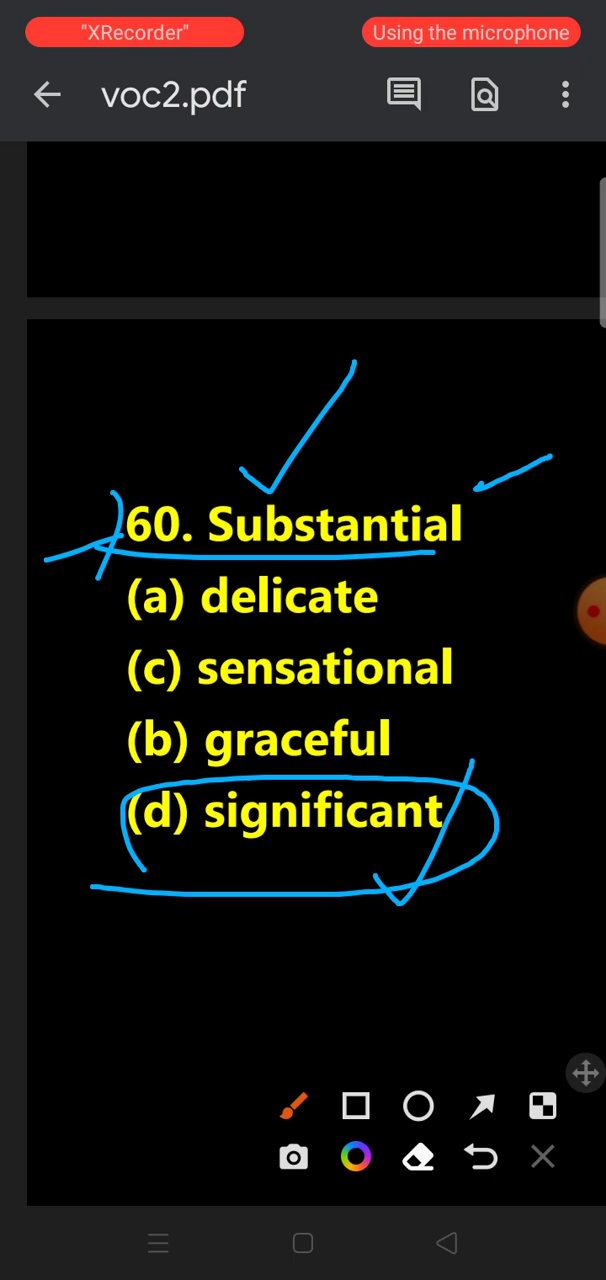 "XRecorder"
Using the microphone
voc2.pdf
60. Substantial
(a) delicate
(c) sensational
(b) graceful
(d) significant